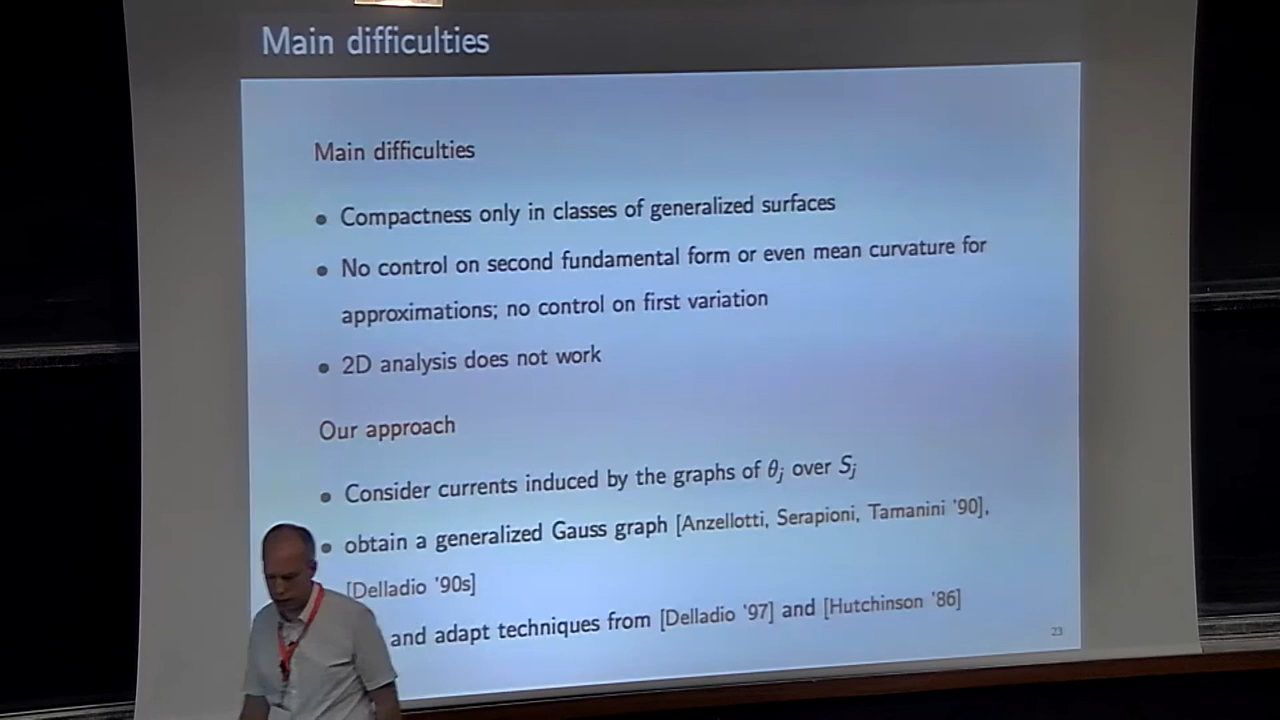 Main difficulties
Main difficulties
• Compactness only in classes of generalized surfaces
• No control on second fundamental form or even mean curvature for
approximations; no control on first variation
• 2D analysis does not work
Our approach
• Consider currents induced by the graphs of θj over Sj
• obtain a generalized Gauss graph [Anzellotti, Serapioni, Tamanini '90],
[Delladio '90s]
and adapt techniques from [Delladio '97] and [Hutchinson '86]
23